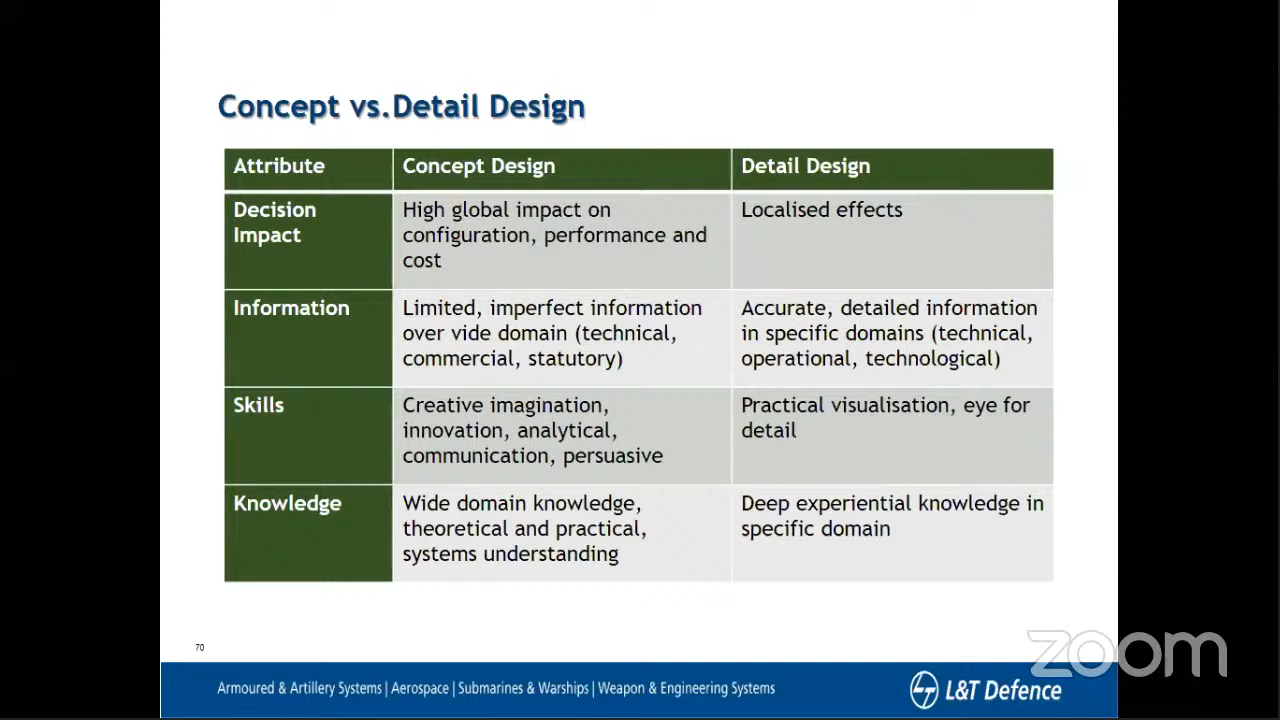 Concept vs.Detail Design
Attribute
Concept Design
Detail Design
Decision
Impact
High global impact on
configuration, performance and
cost
Localised effects
Information
Limited, imperfect information
over vide domain (technical,
commercial, statutory)
Accurate, detailed information
in specific domains (technical,
operational, technological)
Skills
Creative imagination,
innovation, analytical,
communication, persuasive
Practical visualisation, eye for
detail
Knowledge
Wide domain knowledge,
theoretical and practical,
systems understanding
Deep experiential knowledge in
specific domain
70
zoom
Armoured & Artillery Systems | Aerospace | Submarines & Warships | Weapon & Engineering Systems
L&T Defence